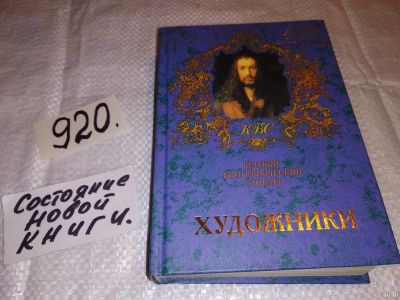 920.
Состояние
новой
книги.
КБС
КРАТКИЙ
БИОГРАФИЧЕСКИЙ
СЛОВАРЬ
ХУДОЖНИКИ